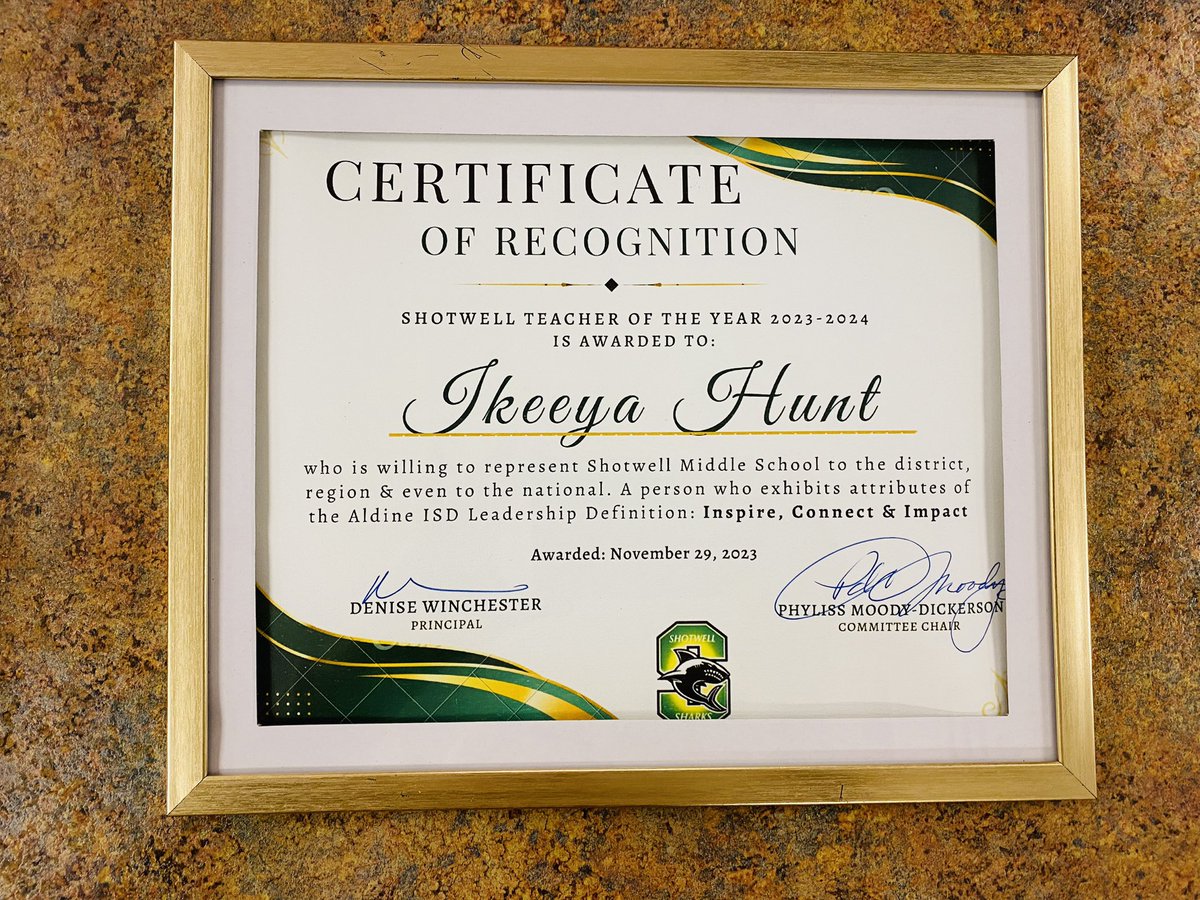 CERTIFICATE
OF RECOGNITION
SHOTWELL TEACHER OF THE YEAR 2023-2024
IS AWARDED TO:
Ikeeya Hunt
who is willing to represent Shotwell Middle School to the district,
region & even to the national. A person who exhibits attributes of
the Aldine ISD Leadership Definition: Inspire, Connect & Impact
Awarded: November 29, 2023
DENISE WINCHESTER
PRINCIPAL
PHYLISS MOODY-DICKERSON
COMMITTEE CHAIR
SHOTWELL
SHARKS